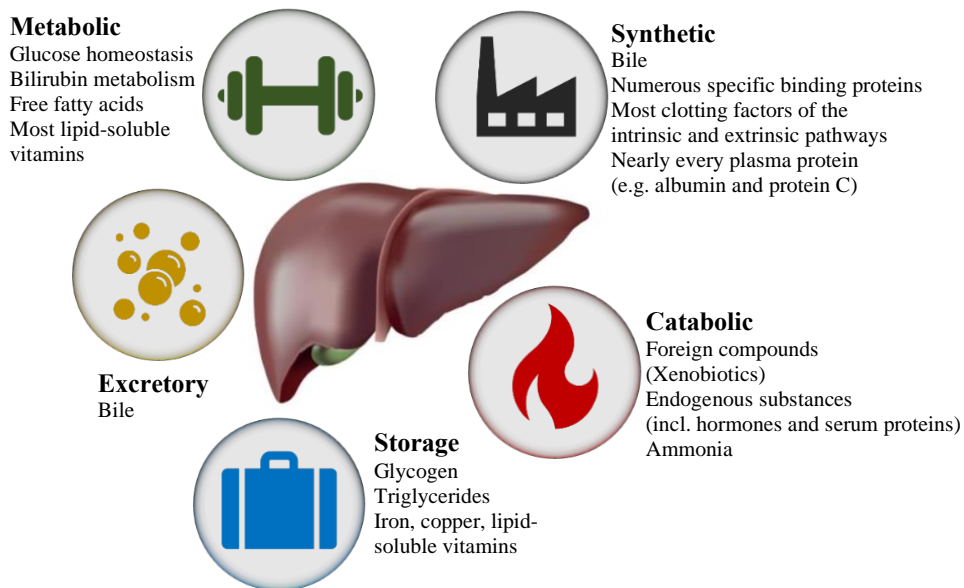 Metabolic
Glucose homeostasis
Bilirubin metabolism
Free fatty acids
Most lipid-soluble
vitamins
Synthetic
Bile
Numerous specific binding proteins
Most clotting factors of the
intrinsic and extrinsic pathways
Nearly every plasma protein
(e.g. albumin and protein C)
Excretory
Bile
Catabolic
Foreign compounds
(Xenobiotics)
Endogenous substances
(incl. hormones and serum proteins)
Ammonia
Storage
Glycogen
Triglycerides
Iron, copper, lipid-
soluble vitamins